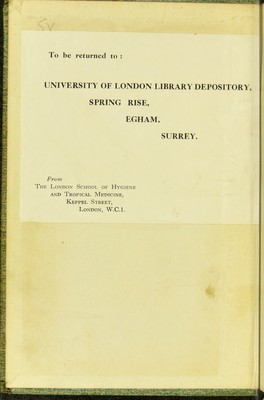 To be returned to :
UNIVERSITY OF LONDON LIBRARY DEPOSITORY,
SPRING RISE,
EGHAM,
SURREY.
From
The London School of Hygiene
and Tropical Medicine,
Keppel Street,
London, W.C.1.